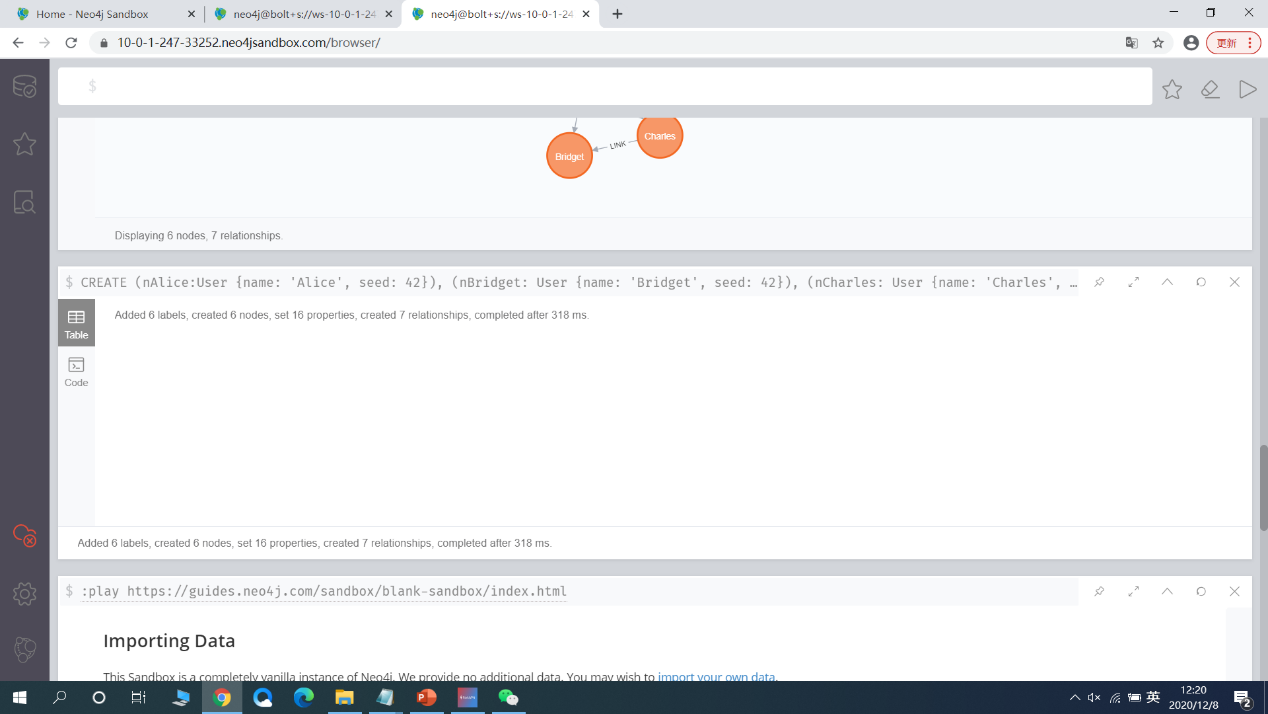 Home - Neo4j Sandbox
neo4j@bolt+s://ws-10-0-1-24
neo4j@bolt+s://ws-10-0-1-24
10-0-1-247-33252.neo4jsandbox.com/browser/
更新
$
Charles
LINK
Bridget
Displaying 6 nodes, 7 relationships.
$ CREATE (nAlice:User {name: 'Alice', seed: 42}), (nBridget: User {name: 'Bridget', seed: 42}), (nCharles: User {name: 'Charles', …
Table
Added 6 labels, created 6 nodes, set 16 properties, created 7 relationships, completed after 318 ms.
Code
Added 6 labels, created 6 nodes, set 16 properties, created 7 relationships, completed after 318 ms.
$ :play https://guides.neo4j.com/sandbox/blank-sandbox/index.html
Importing Data
This Sandbox is a completely vanilla instance of Neo4j. We provide no additional data. You may wish to import your own data.
英
12:20
2020/12/8
2